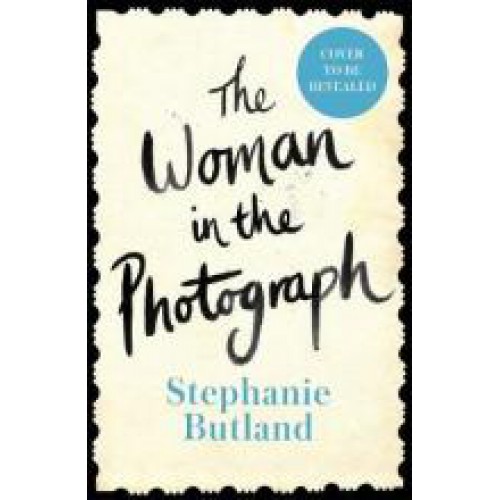 COVER
TO BE
REVEALED
The
Woman
in the
Photograph
Stephanie
Butland